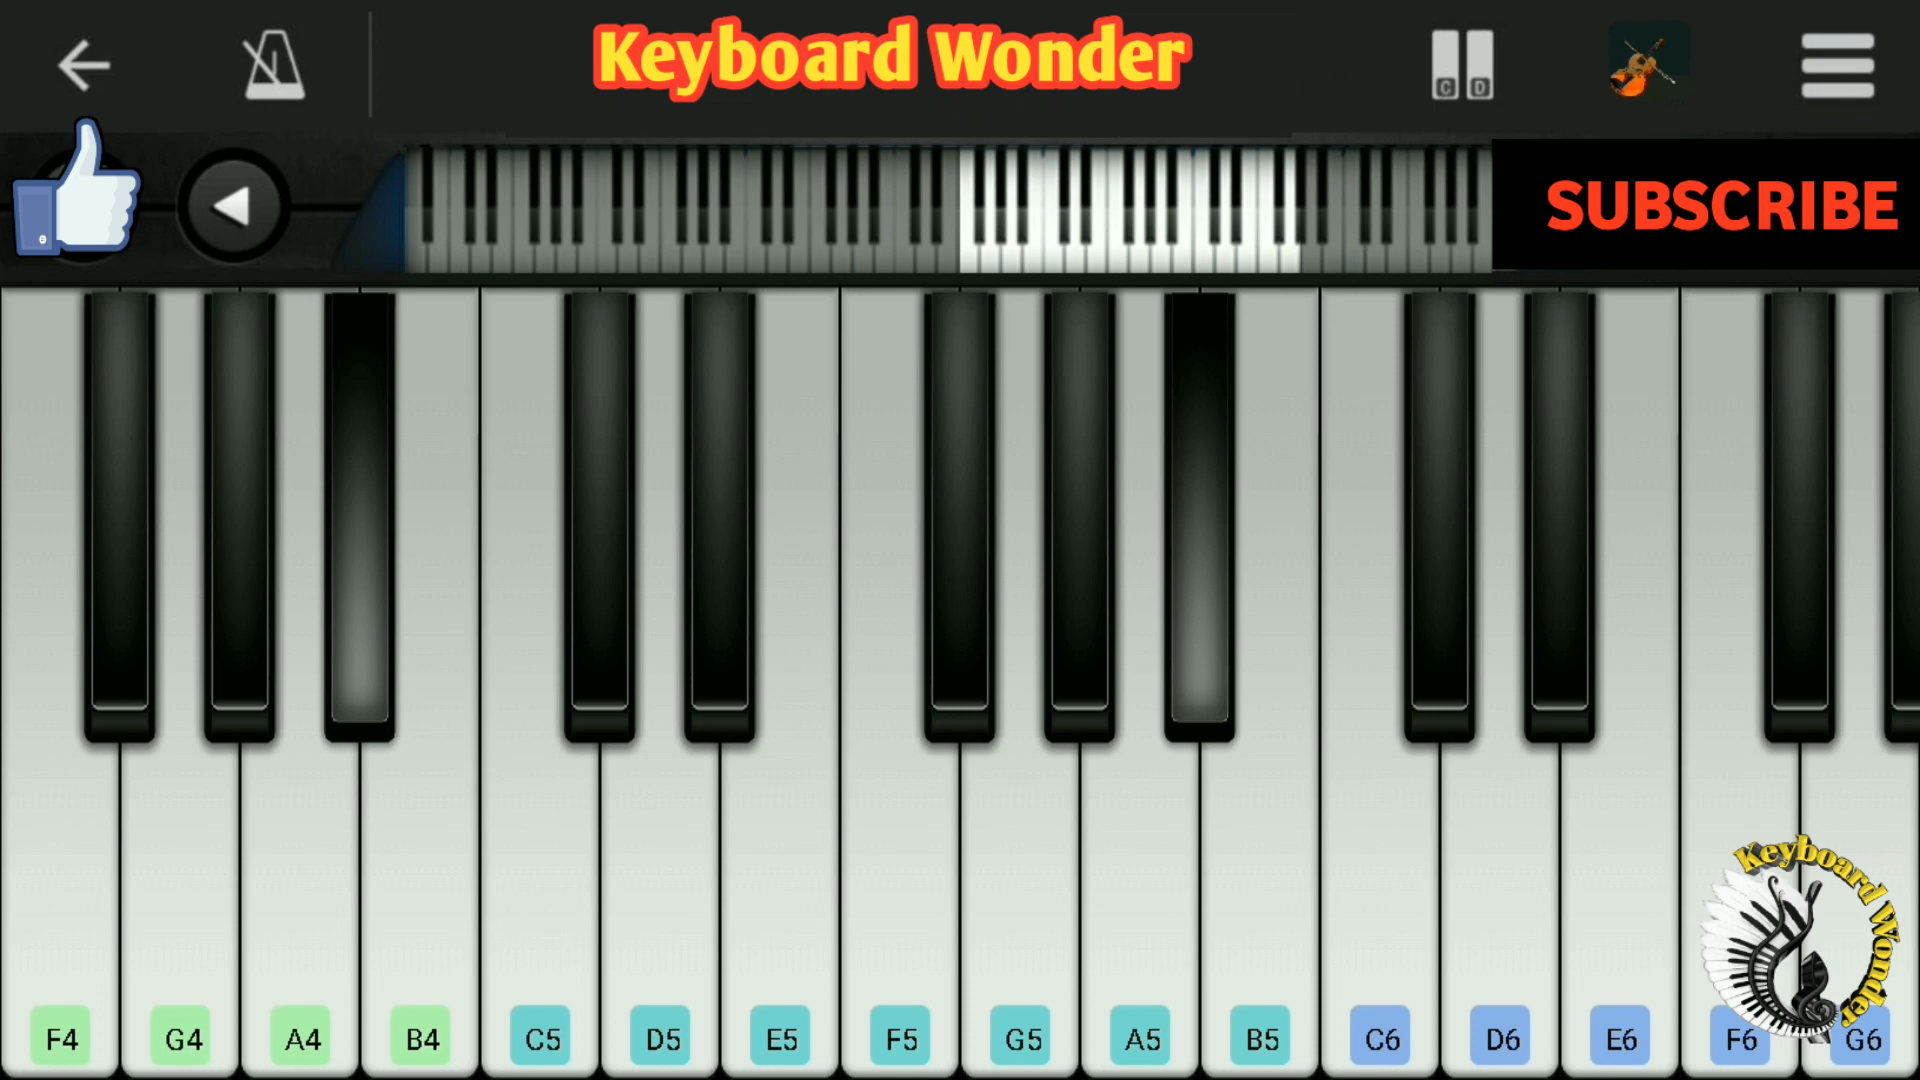 Keyboard Wonder
C D
SUBSCRIBE
Keyboard Wonder
F4 G4 A4 B4 C5 D5 E5 F5 G5 A5 B5 C6 D6 E6 F6 G6